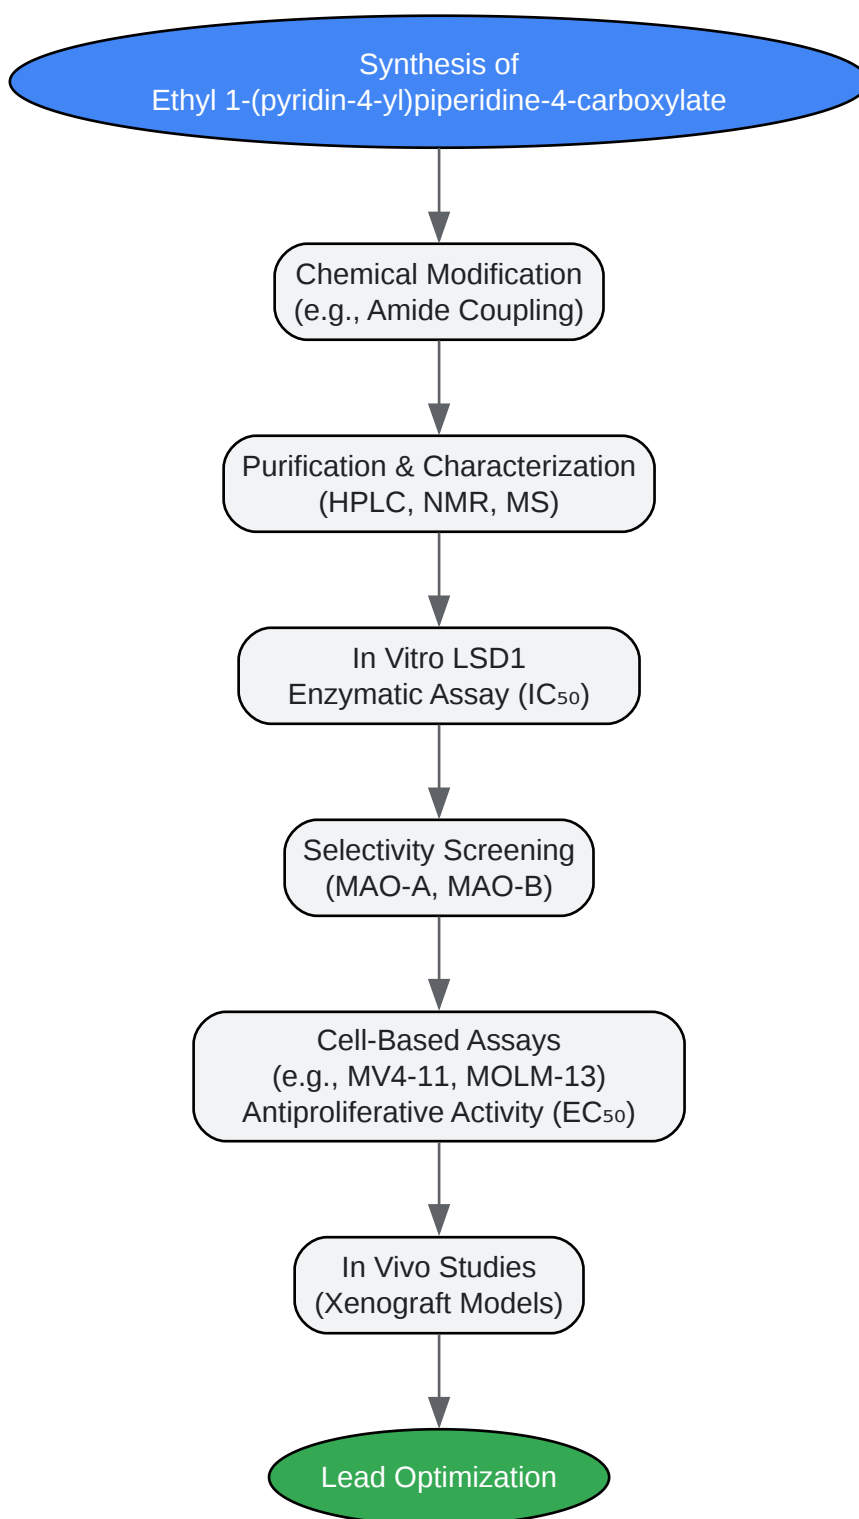 Synthesis of
Ethyl 1-(pyridin-4-yl)piperidine-4-carboxylate
Chemical Modification
(e.g., Amide Coupling)
Purification & Characterization
(HPLC, NMR, MS)
In Vitro LSD1
Enzymatic Assay (IC₅₀)
Selectivity Screening
(MAO-A, MAO-B)
Cell-Based Assays
(e.g., MV4-11, MOLM-13)
Antiproliferative Activity (EC₅₀)
In Vivo Studies
(Xenograft Models)
Lead Optimization